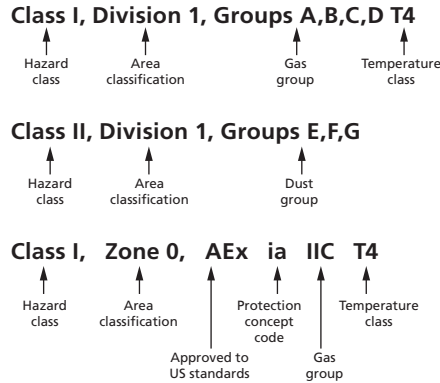 Class I, Division 1, Groups A,B,C,D T4
Hazard class
Area classification
Gas group
Temperature class
Class II, Division 1, Groups E,F,G
Hazard class
Area classification
Dust group
Class I, Zone 0, AEx ia IIC T4
Hazard class
Area classification
Protection concept code
Temperature class
Approved to US standards
Gas group